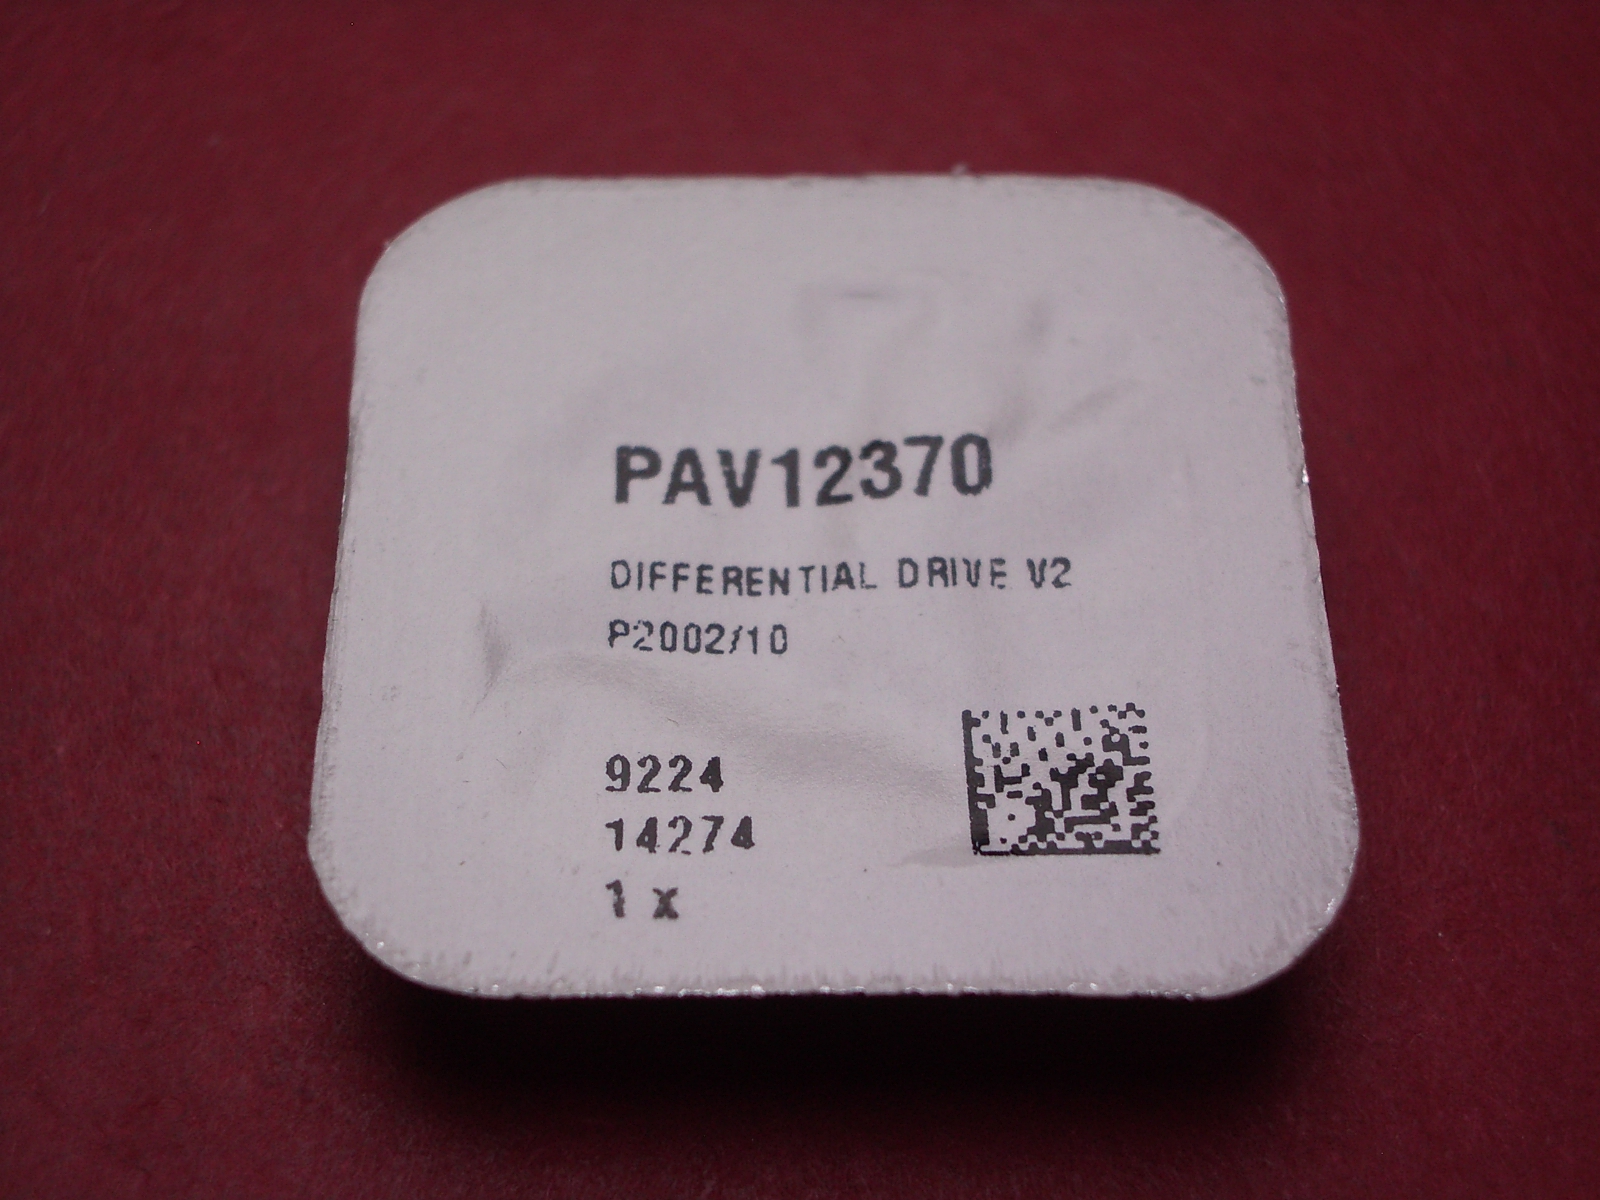 PAV12370
DIFFERENTIAL DRIVE V2
P2002/10
9224
14274
1 x